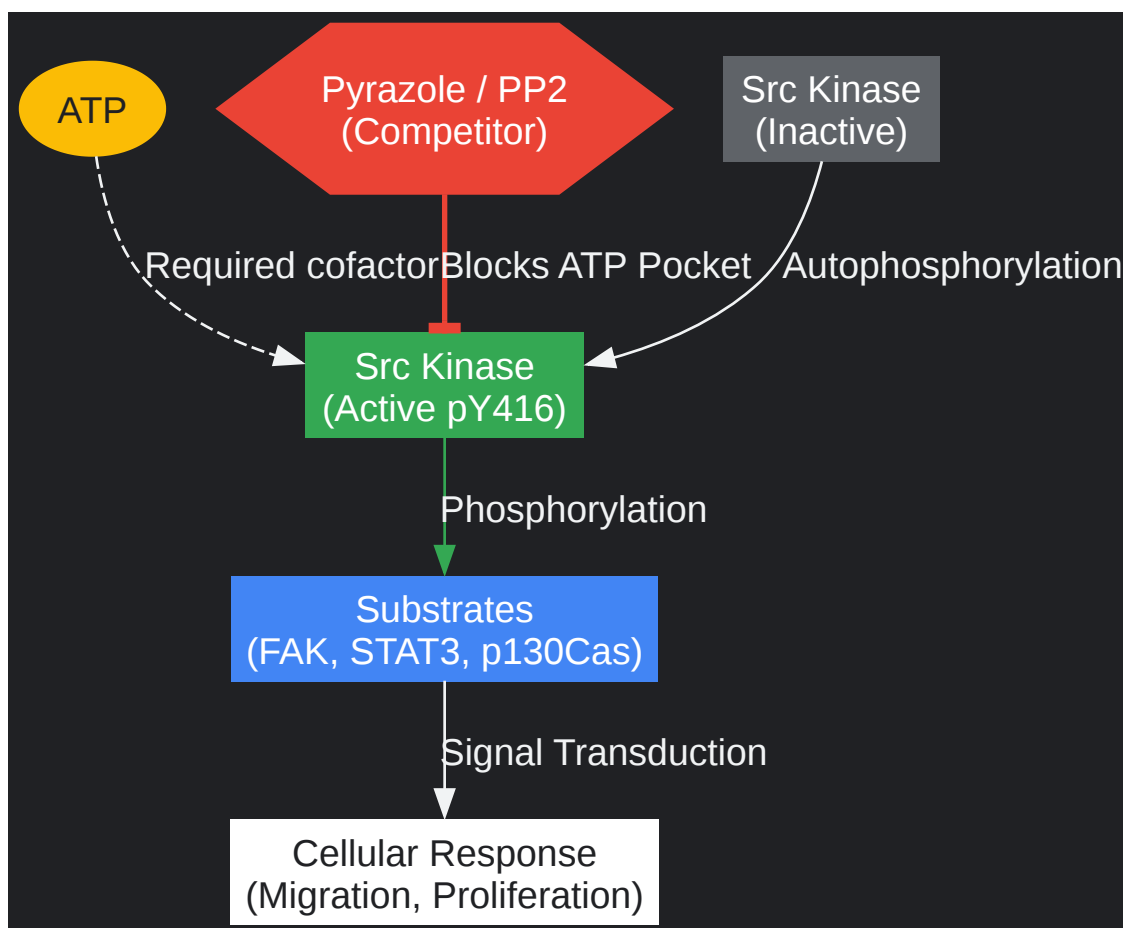 ATP
Pyrazole / PP2
(Competitor)
Src Kinase
(Inactive)
Required cofactor
Blocks ATP Pocket
Autophosphorylation
Src Kinase
(Active pY416)
Phosphorylation
Substrates
(FAK, STAT3, p130Cas)
Signal Transduction
Cellular Response
(Migration, Proliferation)